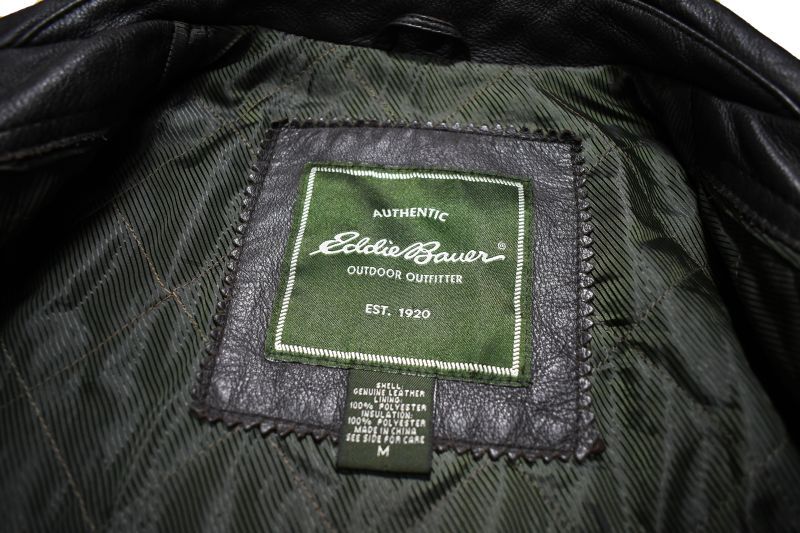 AUTHENTIC
Eddie Bauer®
OUTDOOR OUTFITTER
EST. 1920
SHELL:
GENUINE LEATHER
LINING:
100% POLYESTER
INSULATION:
100% POLYESTER
MADE IN CHINA
SEE SIDE FOR CARE
M